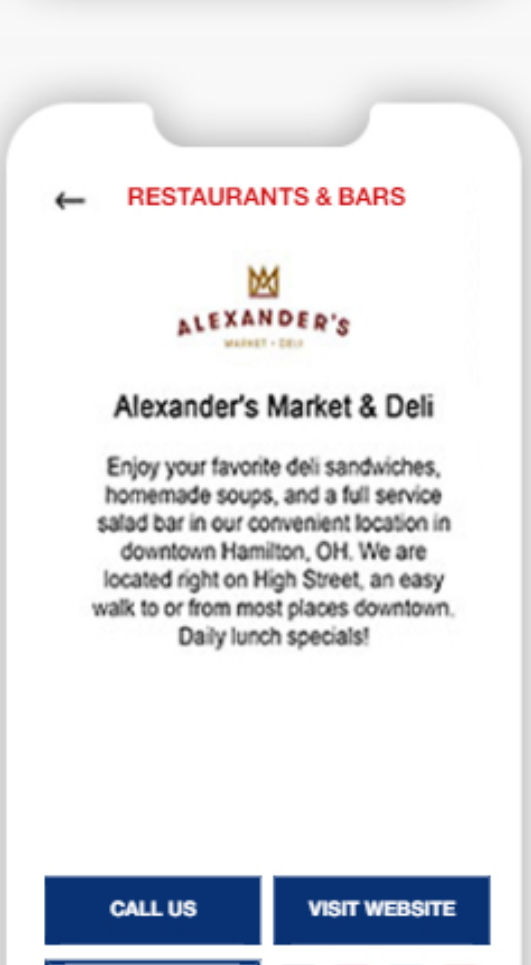 RESTAURANTS & BARS
ALEXANDER'S
MARKET • DELI
Alexander's Market & Deli
Enjoy your favorite deli sandwiches,
homemade soups, and a full service
salad bar in our convenient location in
downtown Hamilton, OH. We are
located right on High Street, an easy
walk to or from most places downtown.
Daily lunch specials!
CALL US
VISIT WEBSITE